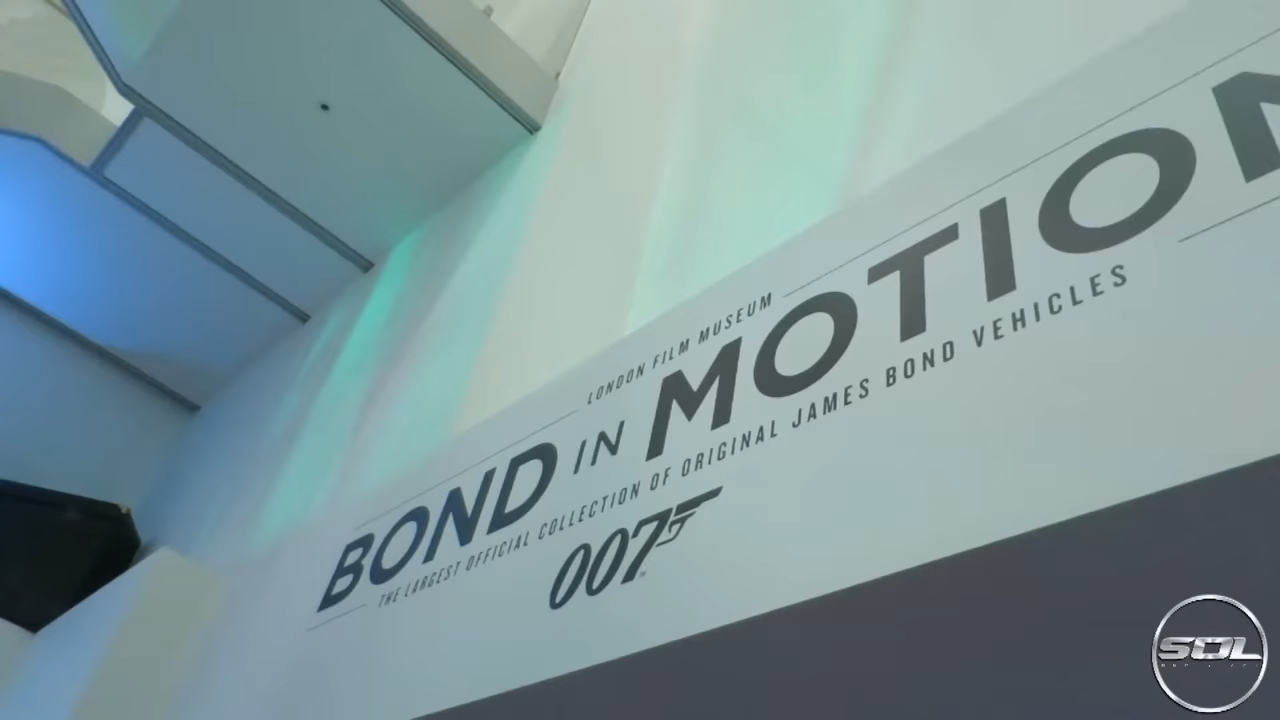 LONDON FILM MUSEUM
BOND IN MOTION
THE LARGEST OFFICIAL COLLECTION OF ORIGINAL JAMES BOND VEHICLES
007
SOL